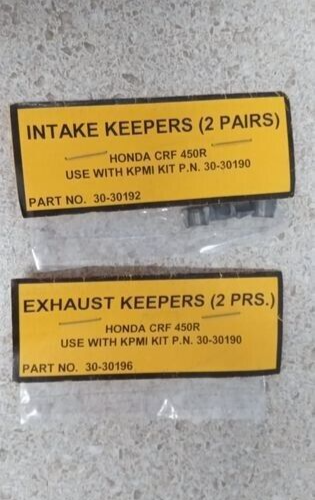 INTAKE KEEPERS (2 PAIRS)
HONDA CRF 450R
USE WITH KPMI KIT P.N. 30-30190
PART NO. 30-30192
EXHAUST KEEPERS (2 PRS.)
HONDA CRF 450R
USE WITH KPMI KIT P.N. 30-30190
PART NO. 30-30196